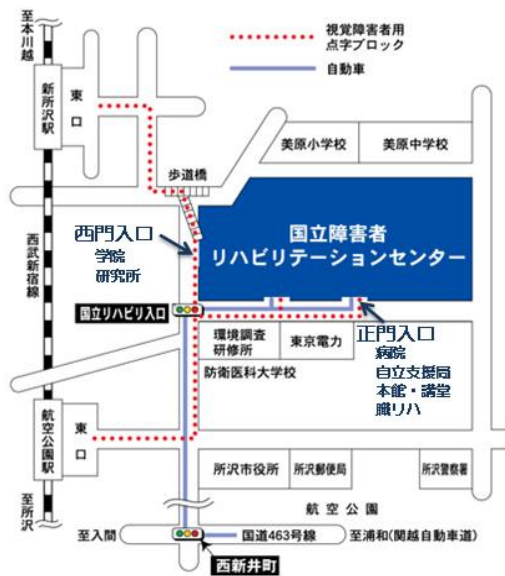 至本川越
視覚障害者用
点字ブロック
自動車
新所沢駅
東口
美原小学校
美原中学校
歩道橋
西門入口
学院
研究所
国立障害者
リハビリテーションセンター
西武新宿線
国立リハビリ入口
環境調査
研修所
東京電力
正門入口
病院
自立支援局
本館・講堂
職リハ
防衛医科大学校
航空公園駅
東口
所沢市役所
所沢郵便局
所沢警察署
至所沢
航空公園
至入間
国道463号線
至浦和(関越自動車道)
西新井町